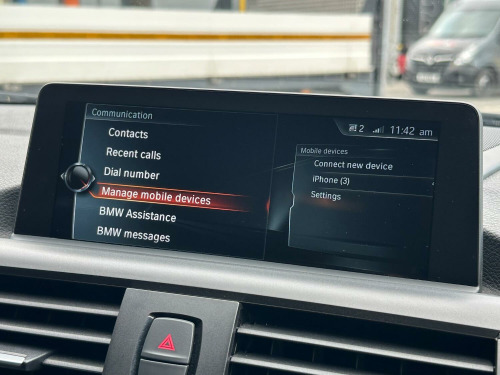 Communication
Contacts
Recent calls
Dial number
Manage mobile devices
BMW Assistance
BMW messages
2 11:42 am
Mobile devices
Connect new device
iPhone (3)
Settings